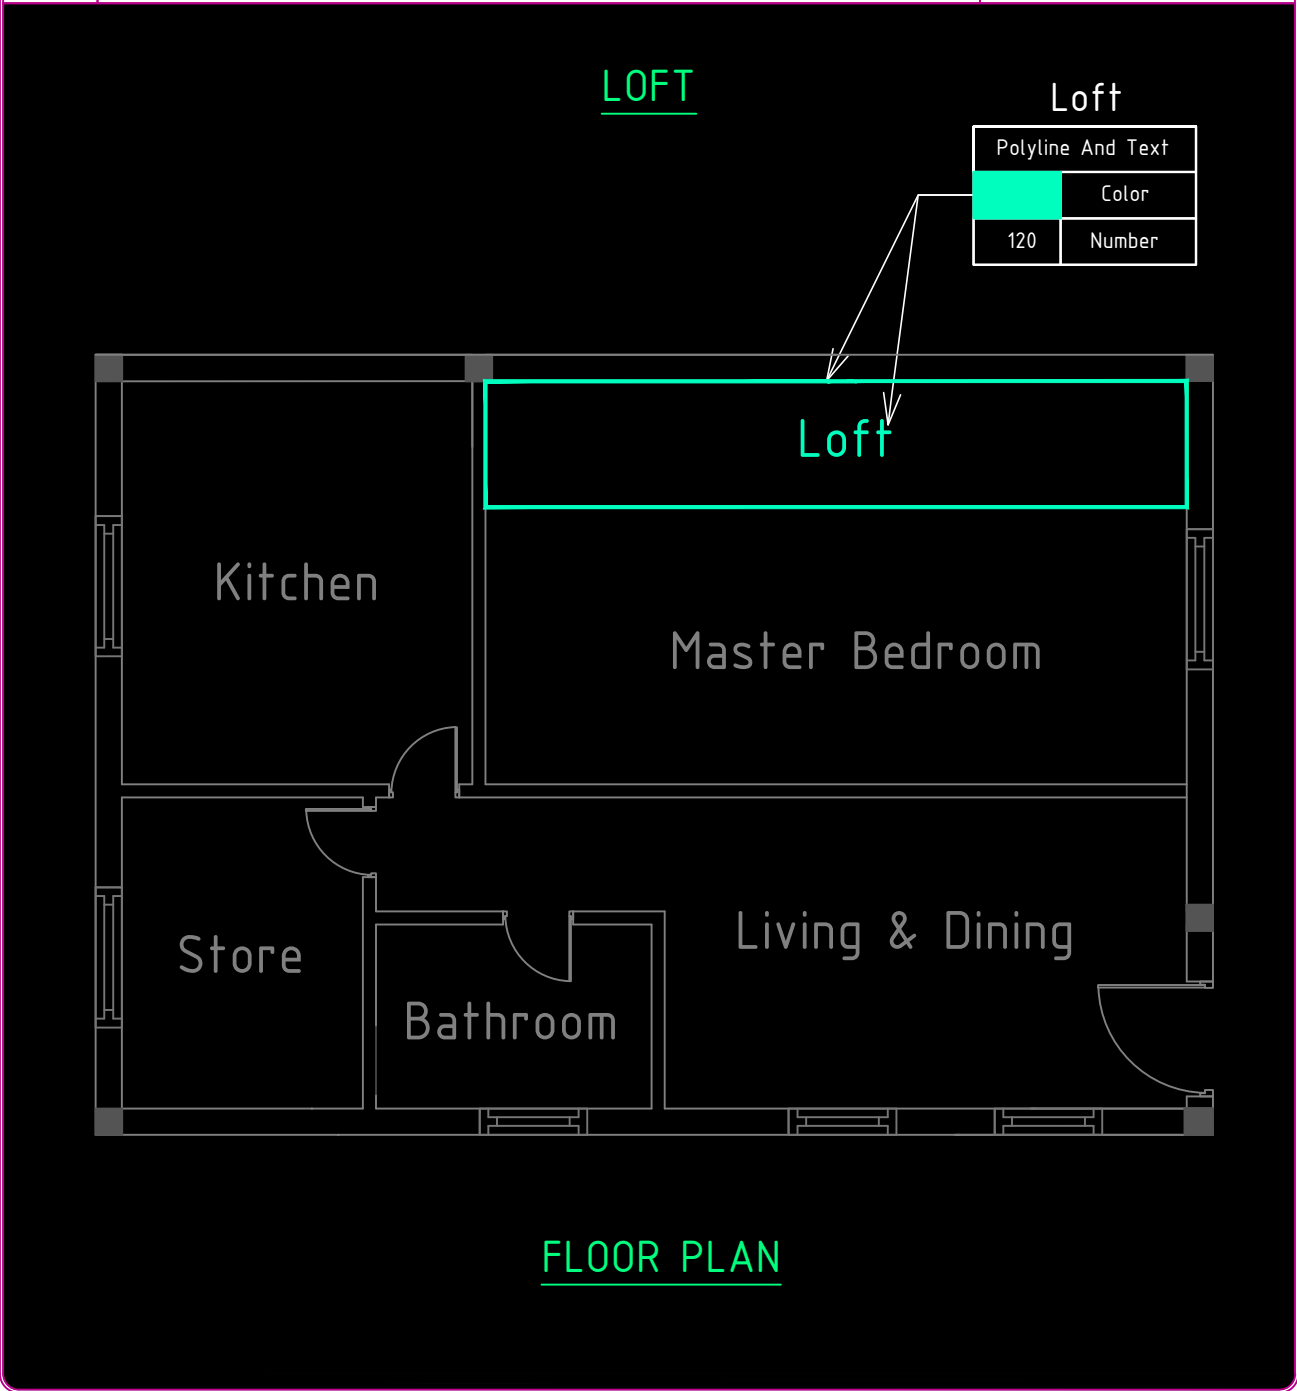 LOFT
Loft
Polyline And Text
Color
120 Number
Loft
Kitchen
Master Bedroom
Living & Dining
Store
Bathroom
FLOOR PLAN